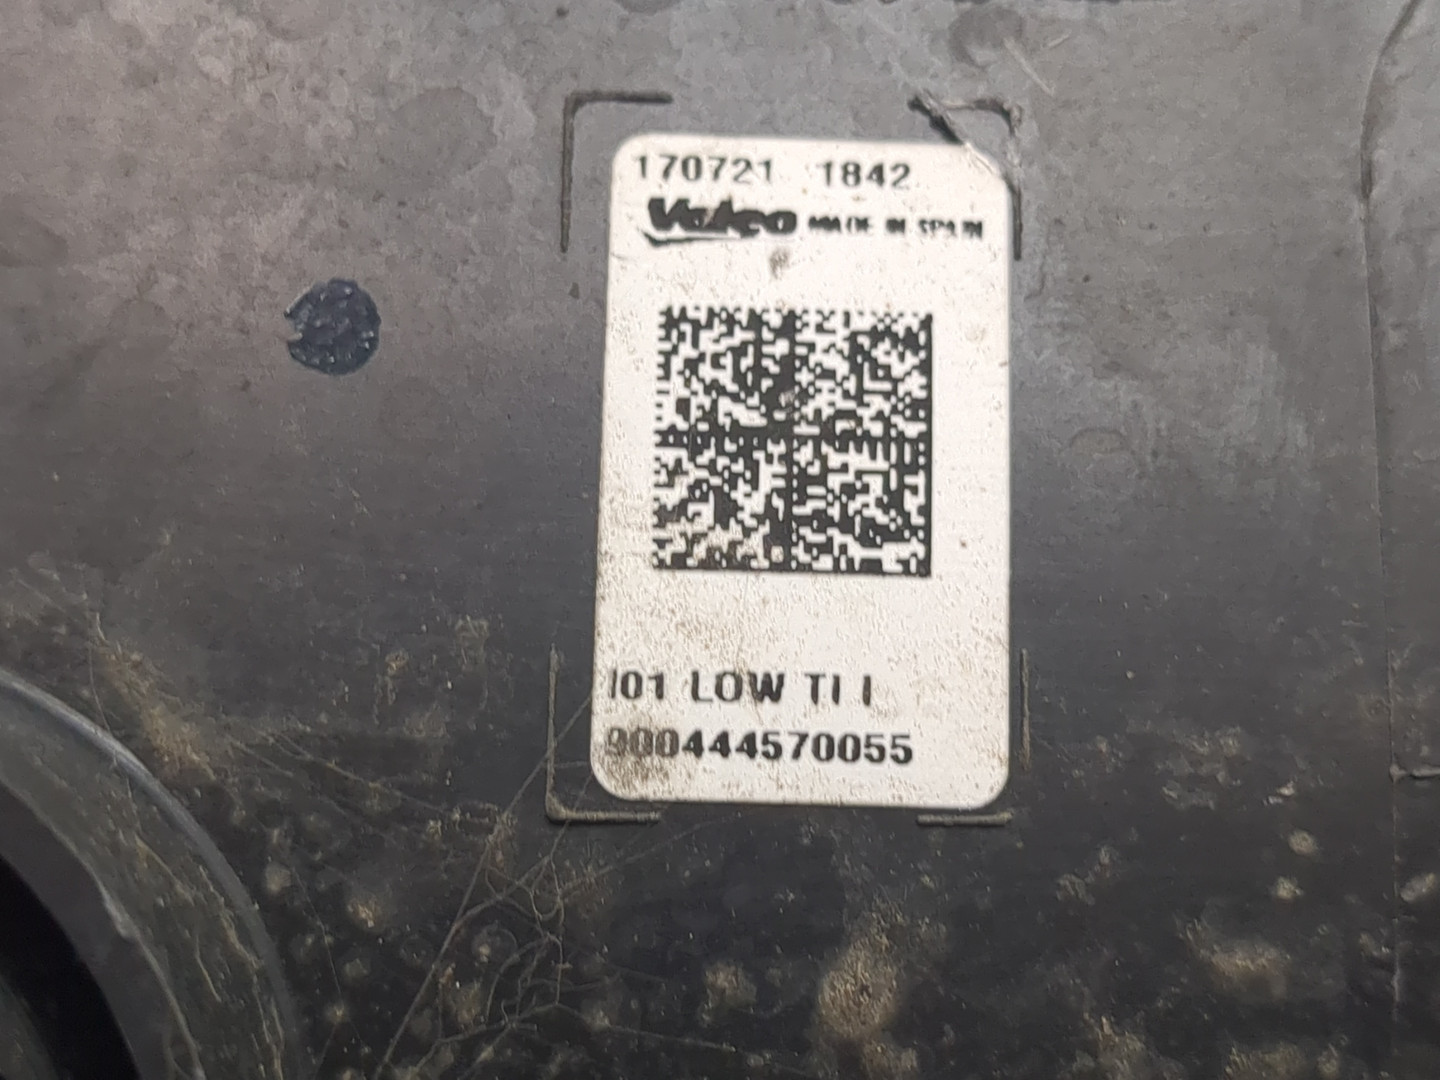 170721 1842
Valeo MADE IN SPAIN
I01 LOW TI I
900444570055